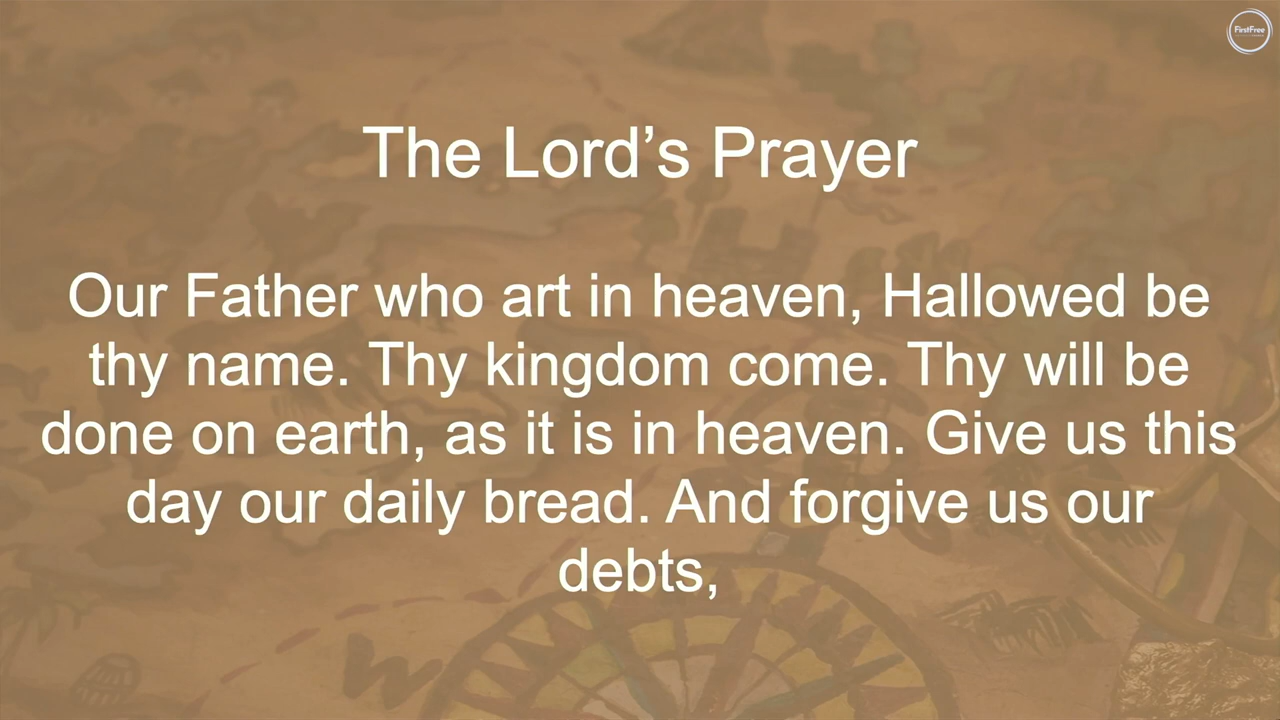 FirstFree
The Lord’s Prayer
Our Father who art in heaven, Hallowed be
thy name. Thy kingdom come. Thy will be
done on earth, as it is in heaven. Give us this
day our daily bread. And forgive us our
debts,
W